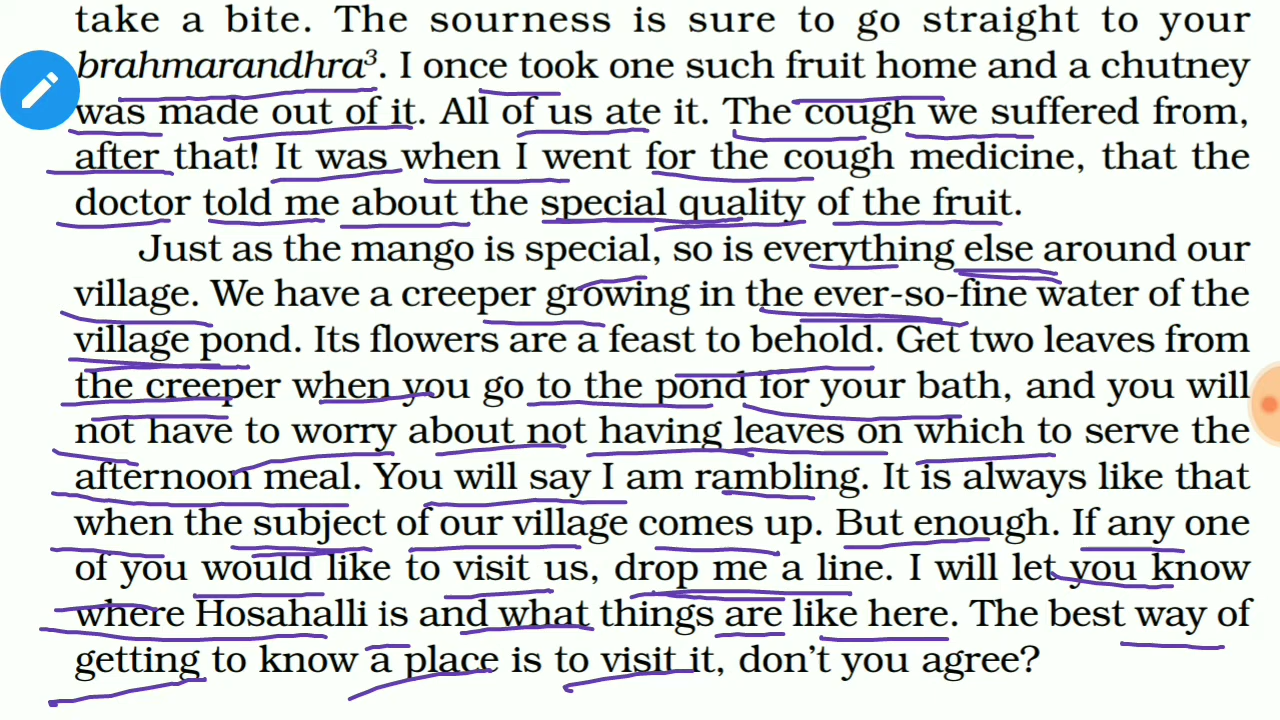 take a bite. The sourness is sure to go straight to your
brahmarandhra³. I once took one such fruit home and a chutney
was made out of it. All of us ate it. The cough we suffered from,
after that! It was when I went for the cough medicine, that the
doctor told me about the special quality of the fruit.
Just as the mango is special, so is everything else around our
village. We have a creeper growing in the ever-so-fine water of the
village pond. Its flowers are a feast to behold. Get two leaves from
the creeper when you go to the pond for your bath, and you will
not have to worry about not having leaves on which to serve the
afternoon meal. You will say I am rambling. It is always like that
when the subject of our village comes up. But enough. If any one
of you would like to visit us, drop me a line. I will let you know
where Hosahalli is and what things are like here. The best way of
getting to know a place is to visit it, don't you agree?